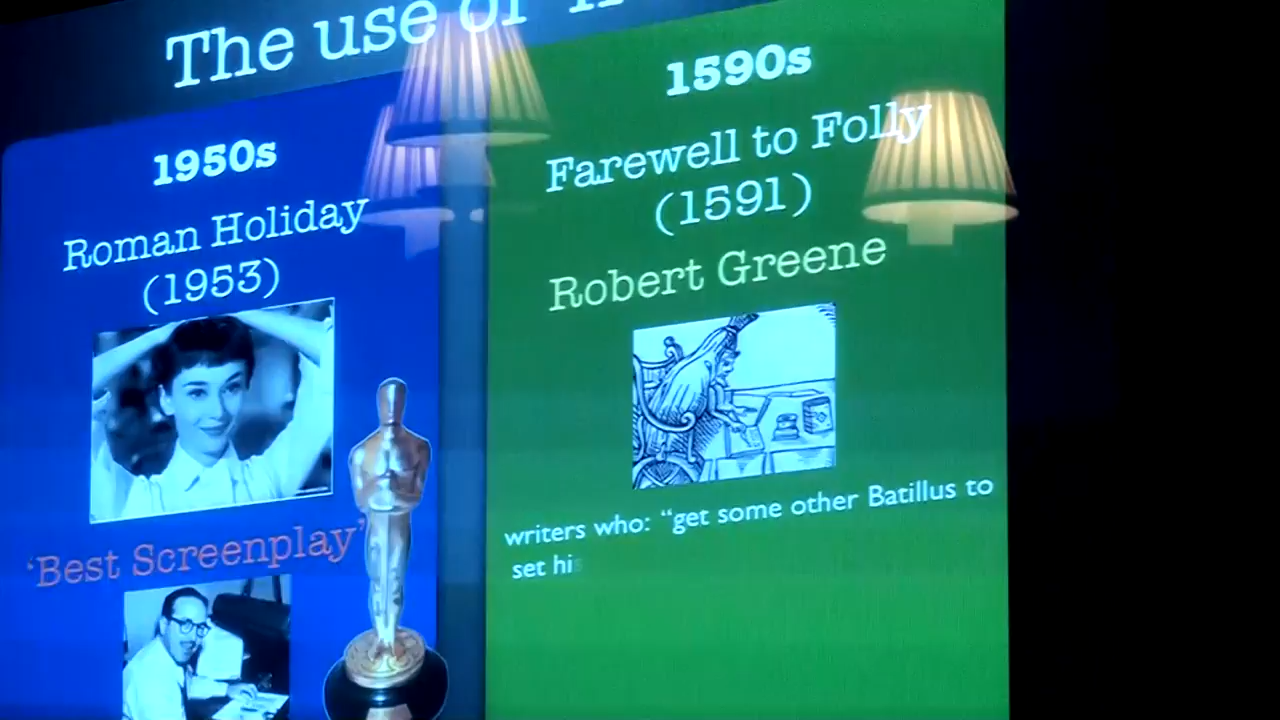 The use of
1950s
Roman Holiday
(1953)
'Best Screenplay'
1590s
Farewell to Folly
(1591)
Robert Greene
writers who: “get some other Batillus to
set his